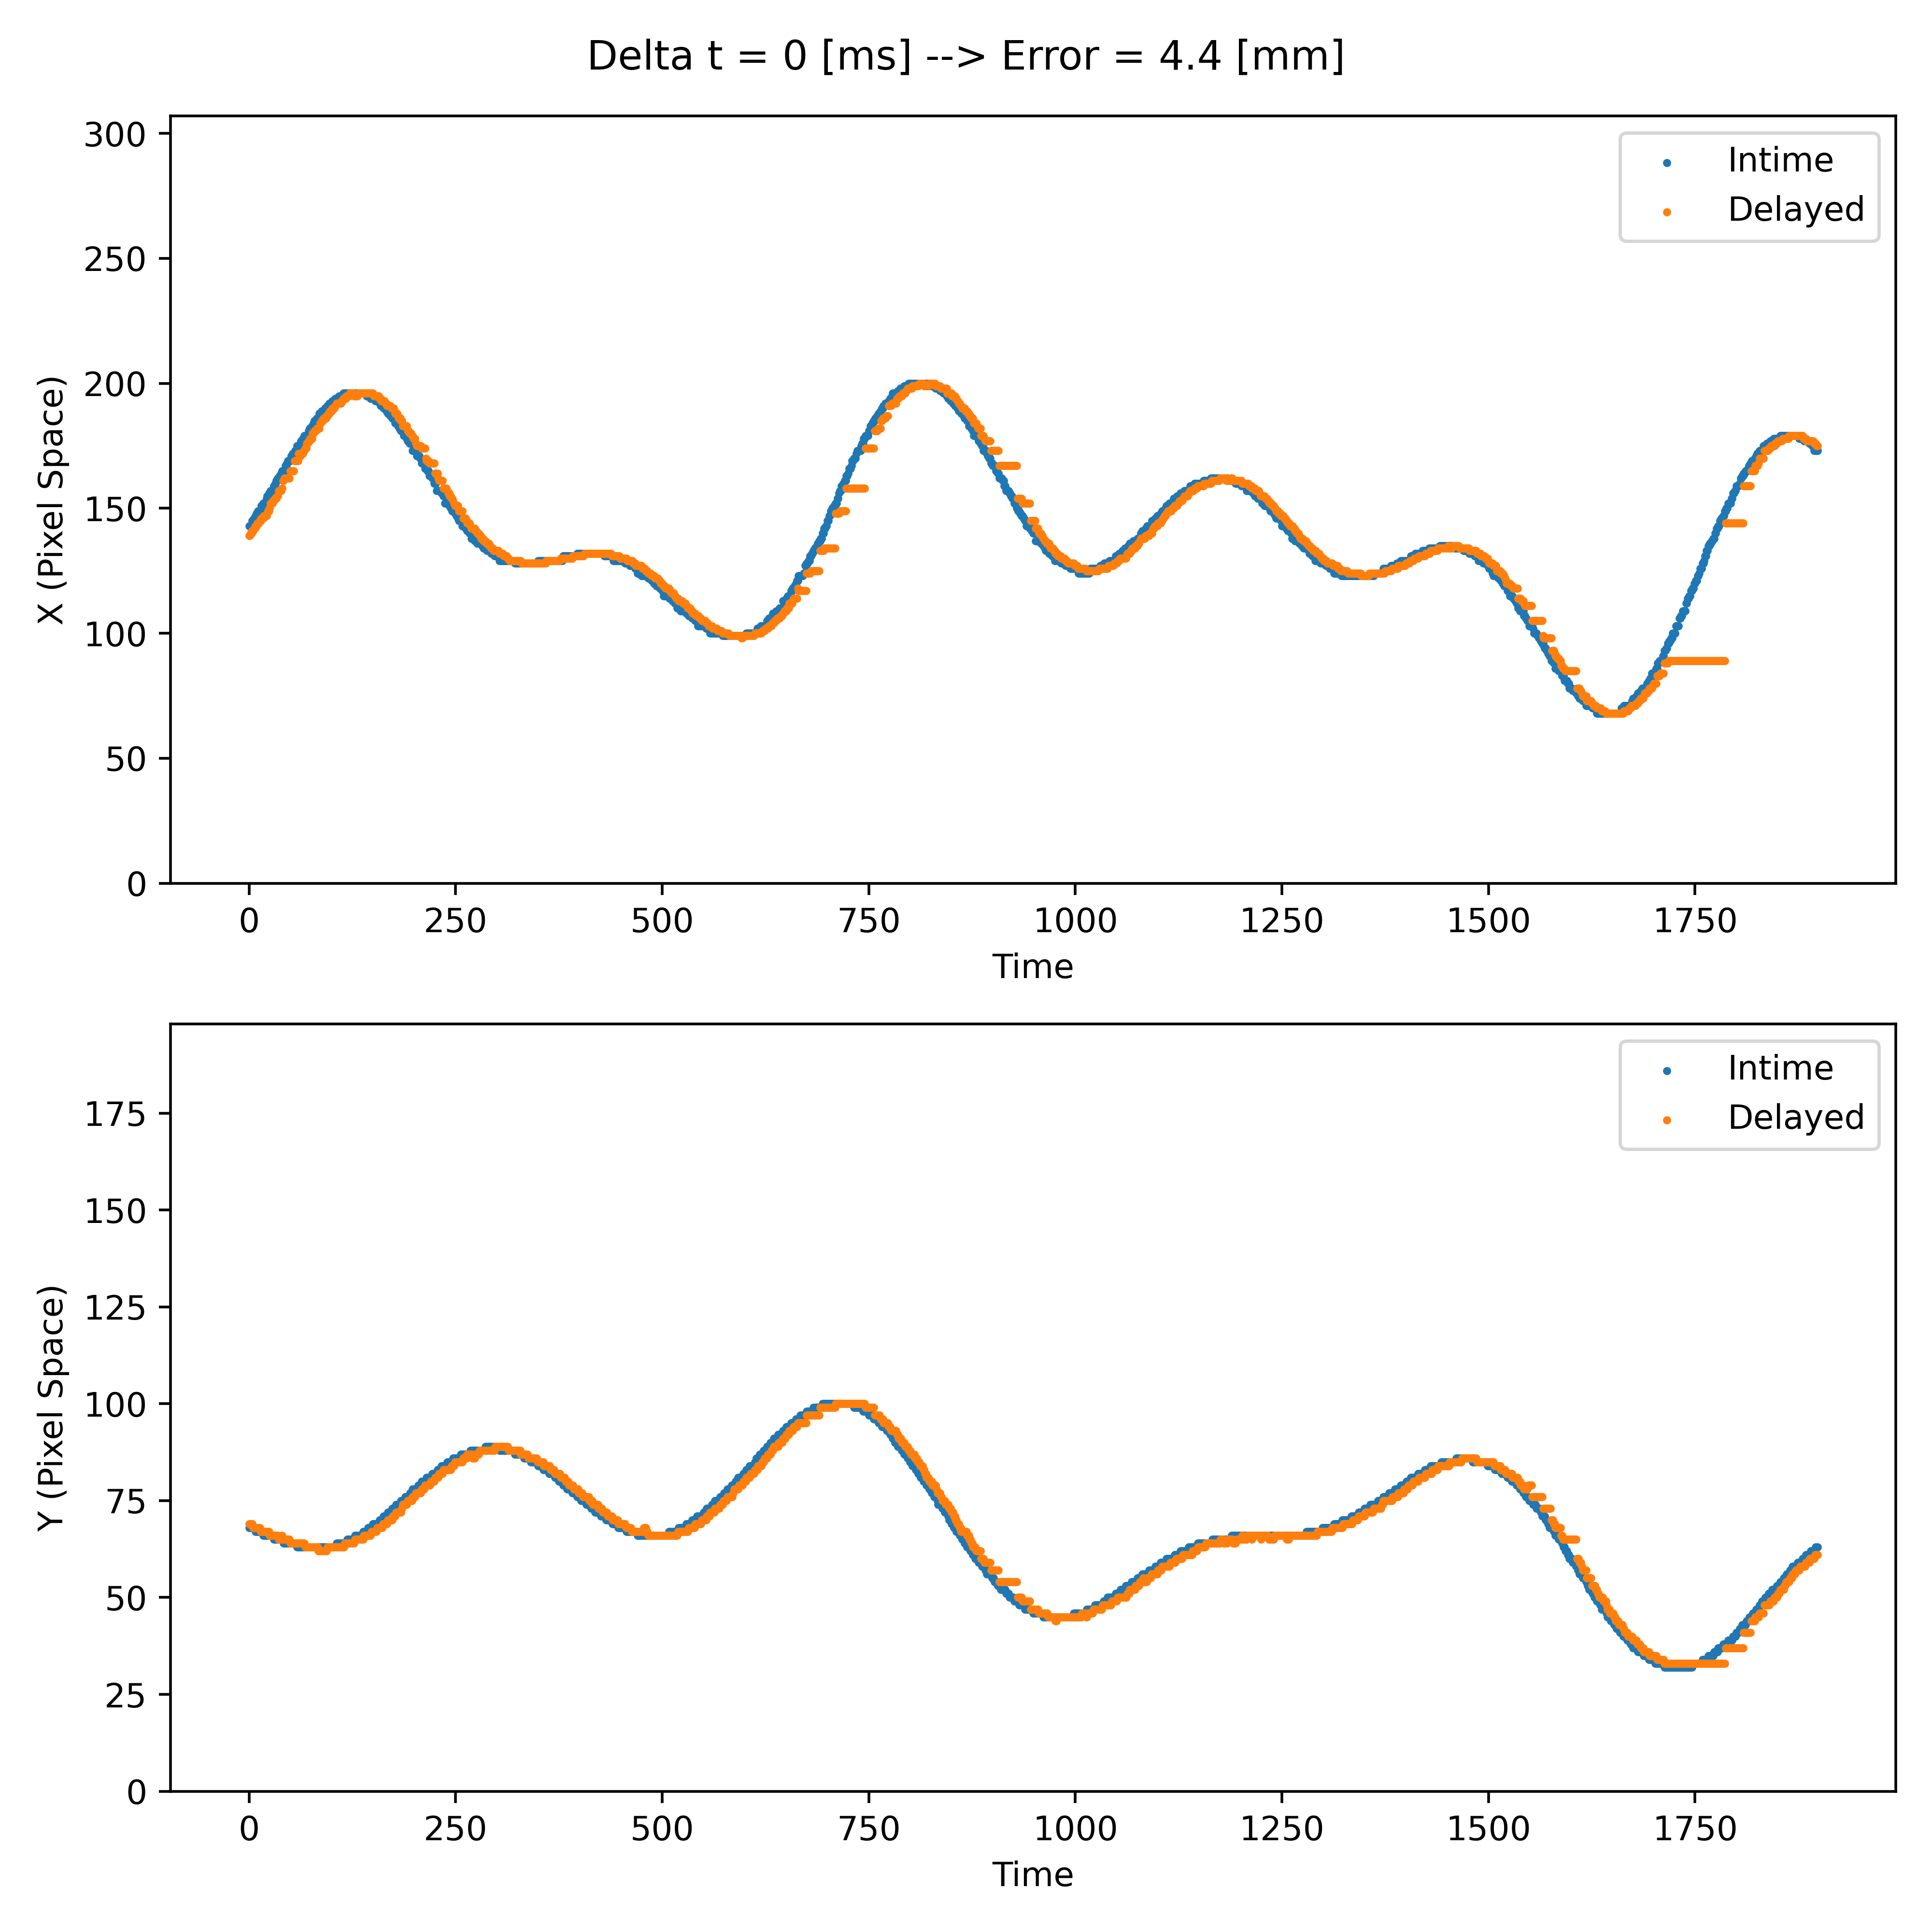 Delta t = 0 [ms] --> Error = 4.4 [mm]
300
250
200
150
100
50
0
X (Pixel Space)
Intime
Delayed
0 250 500 750 1000 1250 1500 1750
Time
175
150
125
100
75
50
25
0
Y (Pixel Space)
Intime
Delayed
0 250 500 750 1000 1250 1500 1750
Time